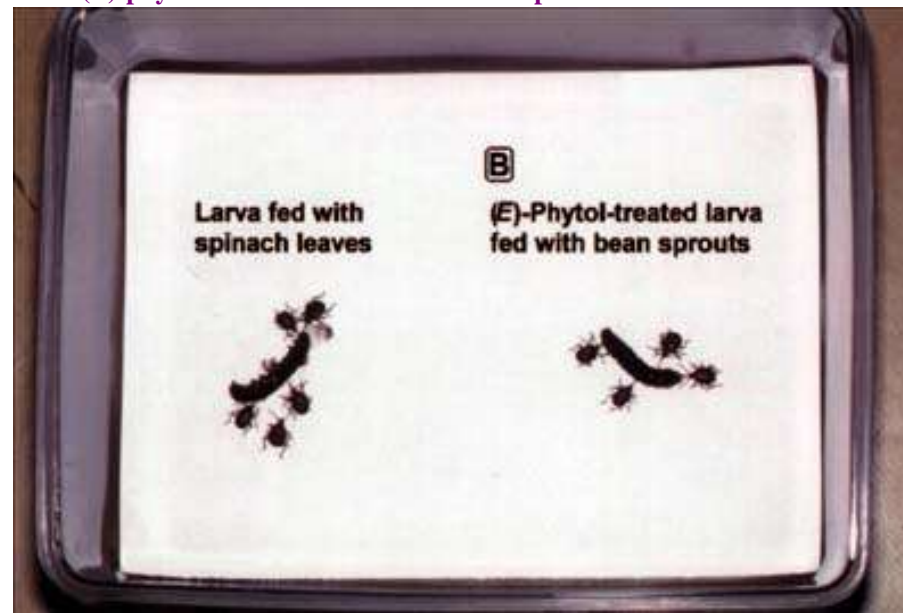 B
Larva fed with
spinach leaves
(E)-Phytol-treated larva
fed with bean sprouts